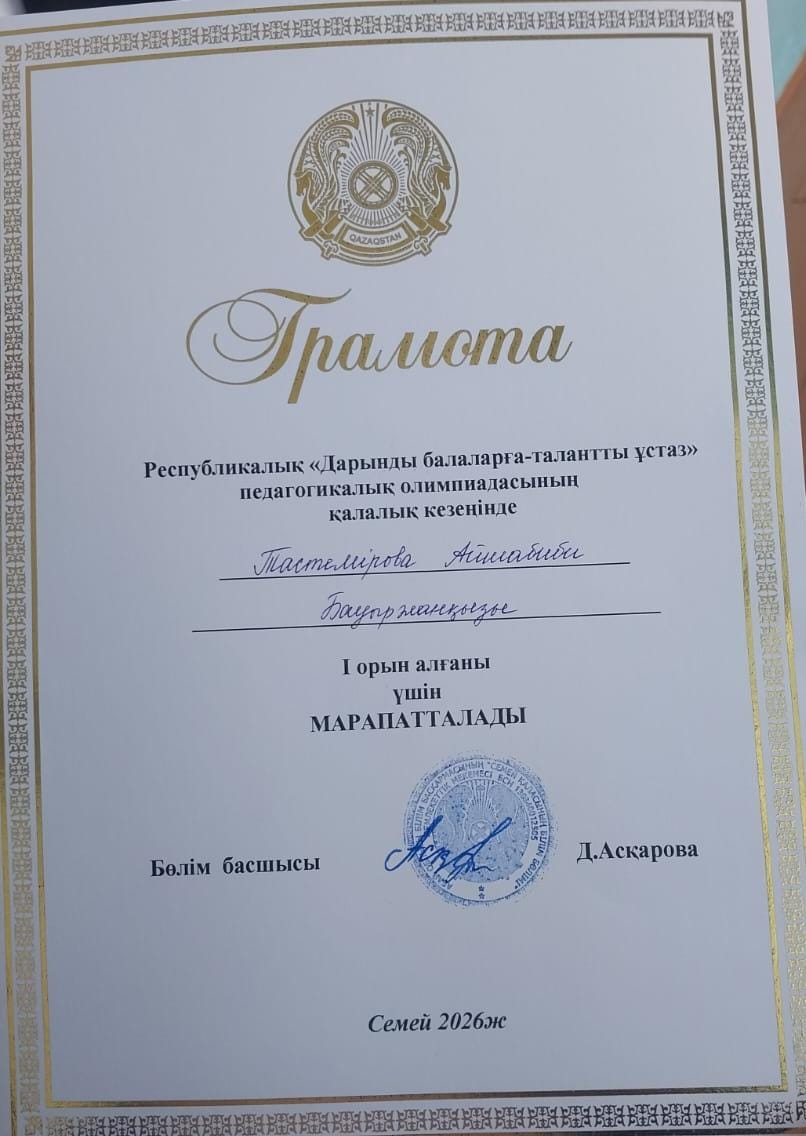 QAZAQSTAN
Грамота
Республикалық «Дарынды балаларға-талантты ұстаз»
педагогикалық олимпиадасының
қалалық кезеңінде
Тастемірова Айшабиби
Бауыржанқызы
І орын алғаны
үшін
МАРАПАТТАЛАДЫ
Бөлім басшысы
Д.Асқарова
Семей 2026ж